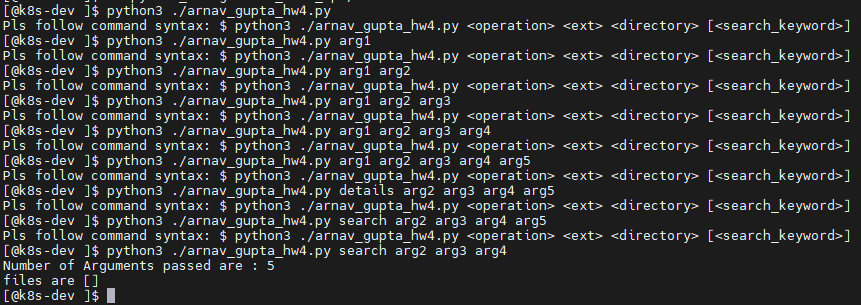 [@k8s-dev ]$ python3 ./arnav_gupta_hw4.py
Pls follow command syntax: $ python3 ./arnav_gupta_hw4.py <operation> <ext> <directory> [<search_keyword>]
[@k8s-dev ]$ python3 ./arnav_gupta_hw4.py arg1
Pls follow command syntax: $ python3 ./arnav_gupta_hw4.py <operation> <ext> <directory> [<search_keyword>]
[@k8s-dev ]$ python3 ./arnav_gupta_hw4.py arg1 arg2
Pls follow command syntax: $ python3 ./arnav_gupta_hw4.py <operation> <ext> <directory> [<search_keyword>]
[@k8s-dev ]$ python3 ./arnav_gupta_hw4.py arg1 arg2 arg3
Pls follow command syntax: $ python3 ./arnav_gupta_hw4.py <operation> <ext> <directory> [<search_keyword>]
[@k8s-dev ]$ python3 ./arnav_gupta_hw4.py arg1 arg2 arg3 arg4
Pls follow command syntax: $ python3 ./arnav_gupta_hw4.py <operation> <ext> <directory> [<search_keyword>]
[@k8s-dev ]$ python3 ./arnav_gupta_hw4.py arg1 arg2 arg3 arg4 arg5
Pls follow command syntax: $ python3 ./arnav_gupta_hw4.py <operation> <ext> <directory> [<search_keyword>]
[@k8s-dev ]$ python3 ./arnav_gupta_hw4.py details arg2 arg3 arg4 arg5
Pls follow command syntax: $ python3 ./arnav_gupta_hw4.py <operation> <ext> <directory> [<search_keyword>]
[@k8s-dev ]$ python3 ./arnav_gupta_hw4.py search arg2 arg3 arg4 arg5
Pls follow command syntax: $ python3 ./arnav_gupta_hw4.py <operation> <ext> <directory> [<search_keyword>]
[@k8s-dev ]$ python3 ./arnav_gupta_hw4.py search arg2 arg3 arg4
Number of Arguments passed are : 5
files are []
[@k8s-dev ]$